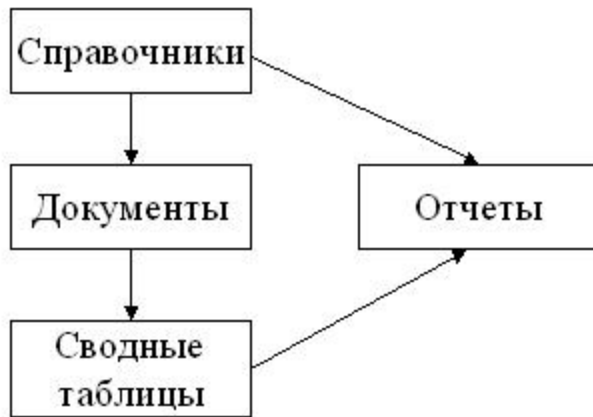 Справочники
Документы
Отчеты
Сводные
таблицы